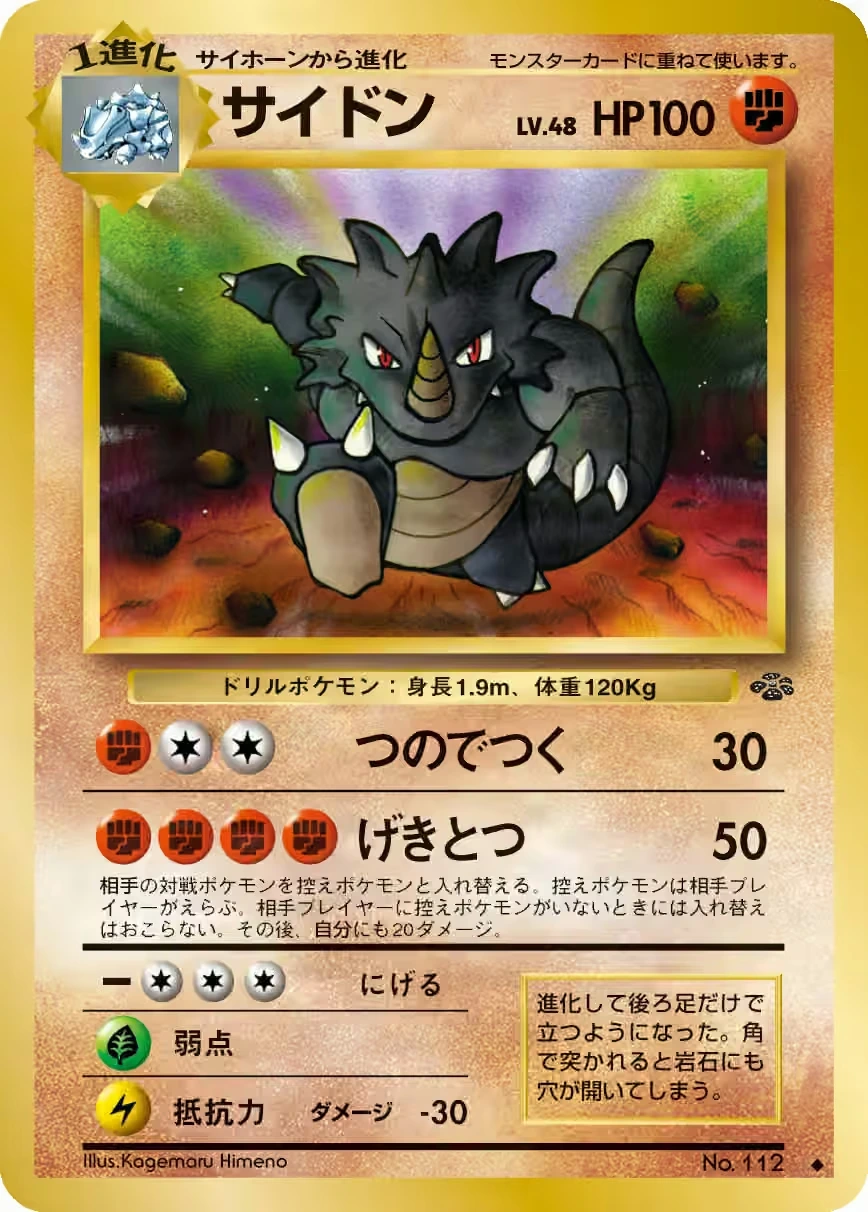 1進化 サイホーンから進化 モンスターカードに重ねて使います。
サイドン LV.48 HP100
ドリルポケモン：身長1.9m、体重120Kg
つのでつく 30
げきとつ 50
相手の対戦ポケモンを控えポケモンと入れ替える。控えポケモンは相手プレ
イヤーがえらぶ。相手プレイヤーに控えポケモンがいないときには入れ替え
はおこらない。その後、自分にも20ダメージ。
ー にげる
弱点
抵抗力 ダメージ -30
進化して後ろ足だけで
立つようになった。角
で突かれると岩石にも
穴が開いてしまう。
Illus.Kagemaru Himeno No. 112